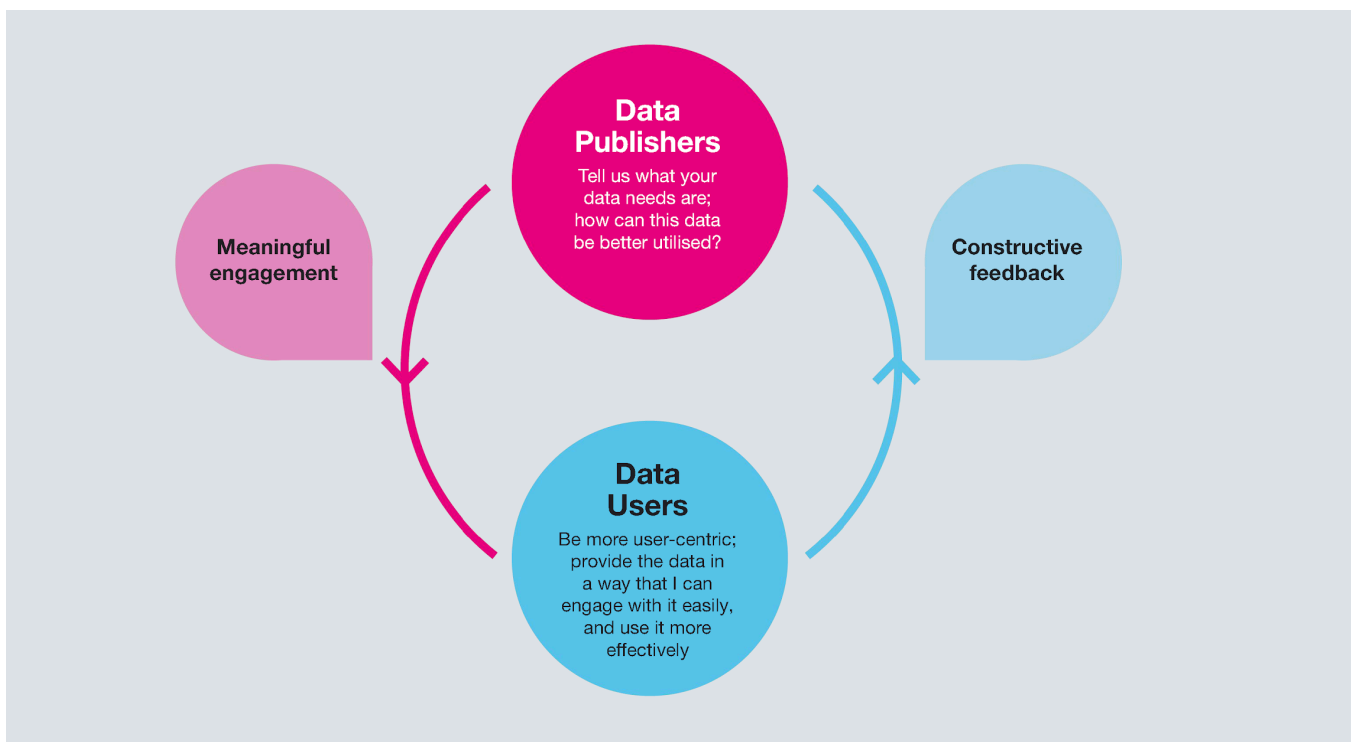 Data
Publishers
Tell us what your
data needs are;
how can this data
be better utilised?
Meaningful
engagement
Constructive
feedback
Data
Users
Be more user-centric;
provide the data in
a way that I can
engage with it easily,
and use it more
effectively